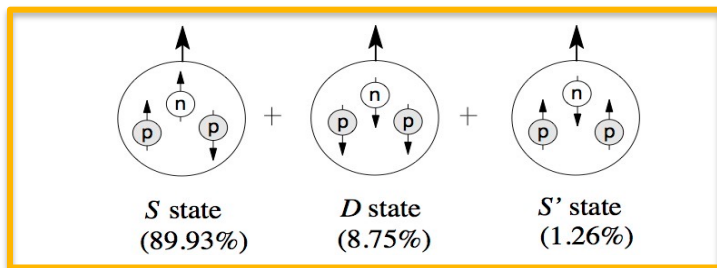 n n n
p p p p p p
+ +
S state D state S' state
(89.93%) (8.75%) (1.26%)